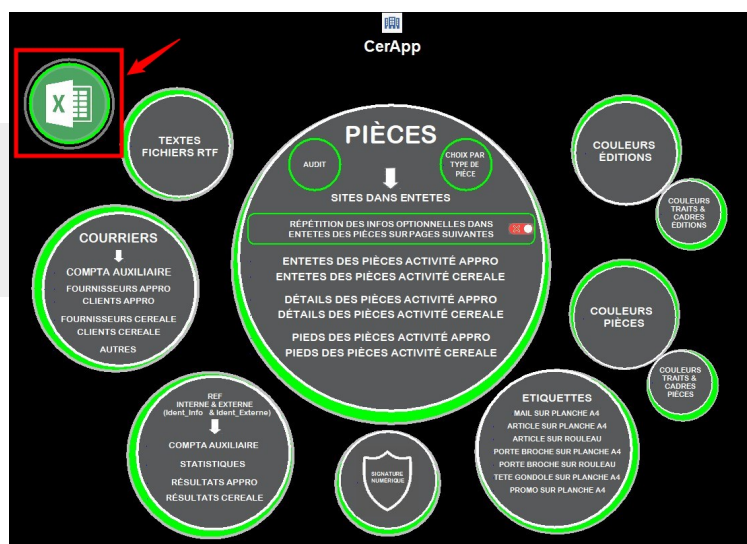 CerApp
X
TEXTES
FICHIERS RTF
PIÈCES
AUDIT
CHOIX PAR
TYPE DE
PIÈCE
SITES DANS ENTETES
RÉPÉTITION DES INFOS OPTIONNELLES DANS
ENTETES DES PIÈCES SUR PAGES SUIVANTES
ENTETES DES PIÈCES ACTIVITÉ APPRO
ENTETES DES PIÈCES ACTIVITÉ CEREALE
DÉTAILS DES PIÈCES ACTIVITÉ APPRO
DÉTAILS DES PIÈCES ACTIVITÉ CEREALE
PIEDS DES PIÈCES ACTIVITÉ APPRO
PIEDS DES PIÈCES ACTIVITÉ CEREALE
COULEURS
ÉDITIONS
COULEURS
TRAITS &
CADRES
ÉDITIONS
COURRIERS
COMPTA AUXILIAIRE
FOURNISSEURS APPRO
CLIENTS APPRO
FOURNISSEURS CEREALE
CLIENTS CEREALE
AUTRES
COULEURS
PIÈCES
COULEURS
TRAITS &
CADRES
PIECES
REF
INTERNE & EXTERNE
(Ident_Info & Ident_Externe)
COMPTA AUXILIAIRE
STATISTIQUES
RÉSULTATS APPRO
RÉSULTATS CEREALE
SIGNATURE
NUMERIQUE
ETIQUETTES
MAIL SUR PLANCHE A4
ARTICLE SUR PLANCHE A4
ARTICLE SUR ROULEAU
PORTE BROCHE SUR PLANCHE A4
PORTE BROCHE SUR ROULEAU
TETE GONDOLE SUR PLANCHE A4
PROMO SUR PLANCHE A4